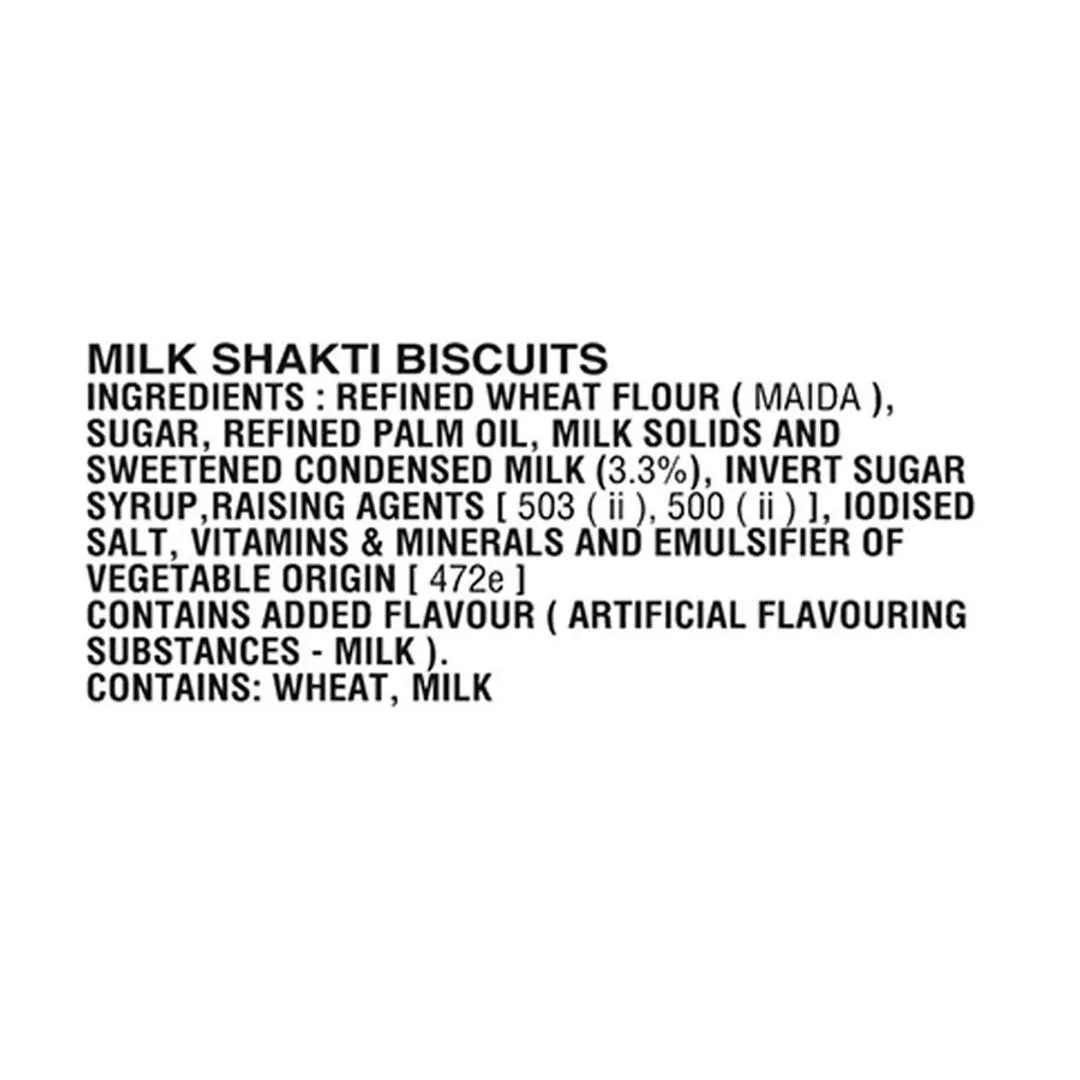 MILK SHAKTI BISCUITS
INGREDIENTS : REFINED WHEAT FLOUR ( MAIDA ),
SUGAR, REFINED PALM OIL, MILK SOLIDS AND
SWEETENED CONDENSED MILK (3.3%), INVERT SUGAR
SYRUP,RAISING AGENTS [ 503 ( ii ), 500 ( ii ) ], IODISED
SALT, VITAMINS & MINERALS AND EMULSIFIER OF
VEGETABLE ORIGIN [ 472e ]
CONTAINS ADDED FLAVOUR ( ARTIFICIAL FLAVOURING
SUBSTANCES - MILK ).
CONTAINS: WHEAT, MILK